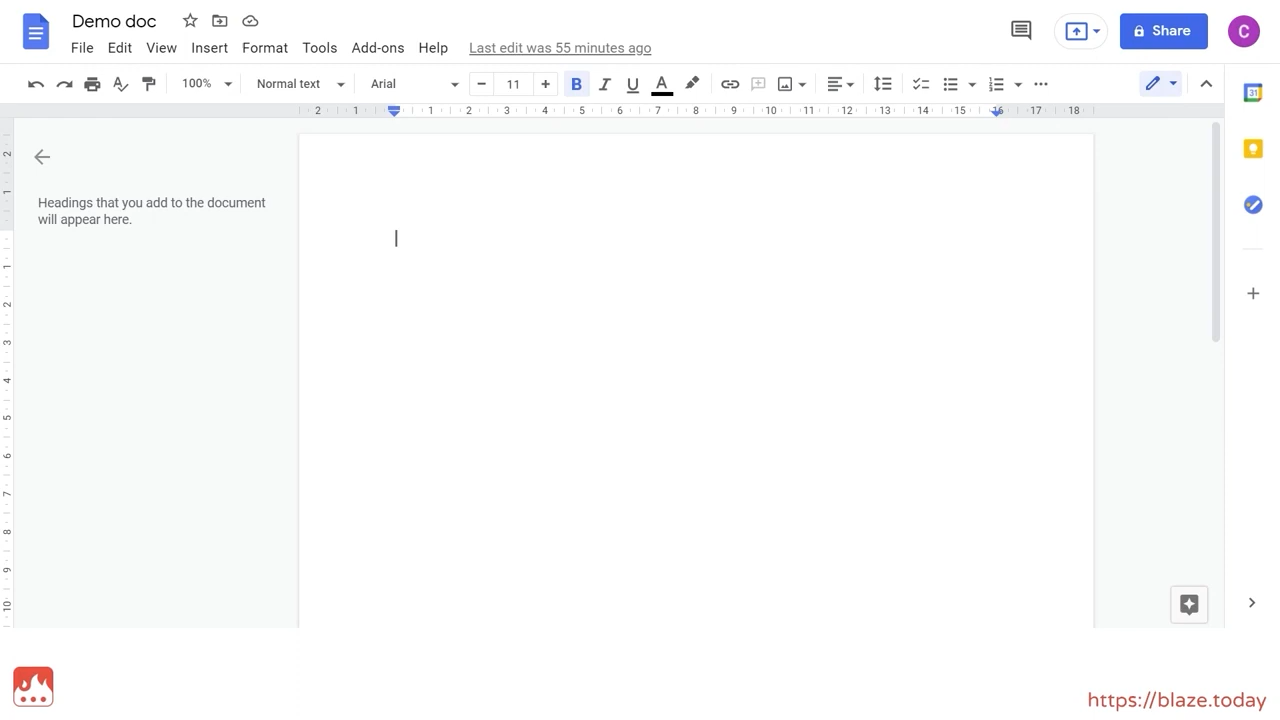 Demo doc
File Edit View Insert Format Tools Add-ons Help Last edit was 55 minutes ago
Share
C
100% Normal text Arial 11 B I U A
31
2 1 1 2 3 4 5 6 7 8 9 10 11 12 13 14 15 16 17 18
2
1
1
2
3
4
5
6
7
8
9
10
Headings that you add to the document
will appear here.
https://blaze.today